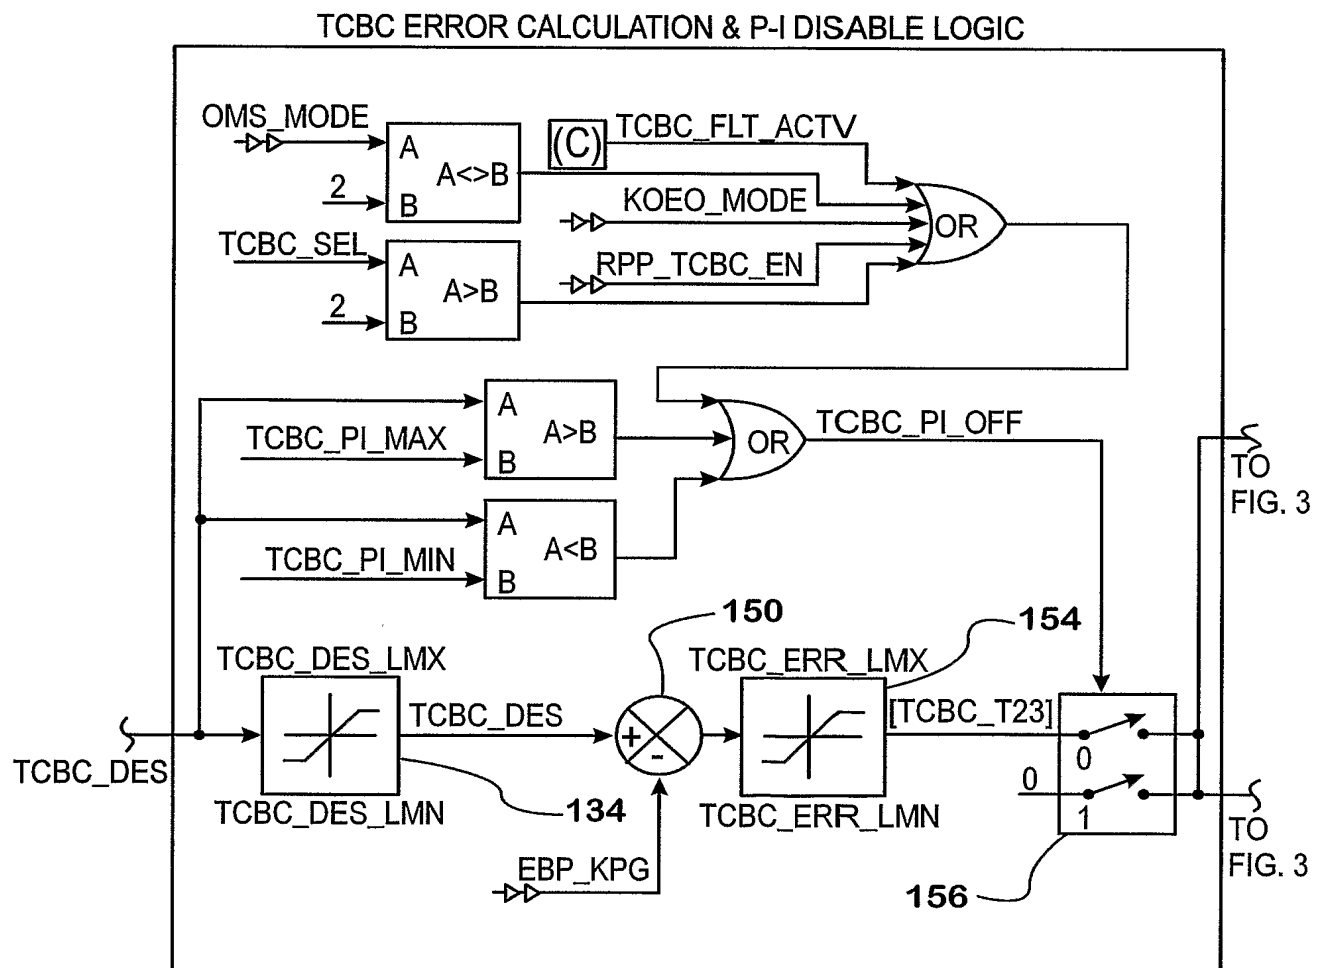 TCBC ERROR CALCULATION & P-I DISABLE LOGIC
OMS_MODE
A
A<>B
2
B
(C)
TCBC_FLT_ACTV
KOEO_MODE
RPP_TCBC_EN
OR
TCBC_SEL
A
A>B
2
B
A
A>B
TCBC_PI_MAX
B
OR
TCBC_PI_OFF
A
A<B
TCBC_PI_MIN
B
TO
FIG. 3
150
154
TCBC_DES_LMX
TCBC_ERR_LMX
TCBC_DES
TCBC_DES
+
-
[TCBC_T23]
0
0
1
TCBC_DES_LMN
134
TCBC_ERR_LMN
EBP_KPG
156
TO
FIG. 3